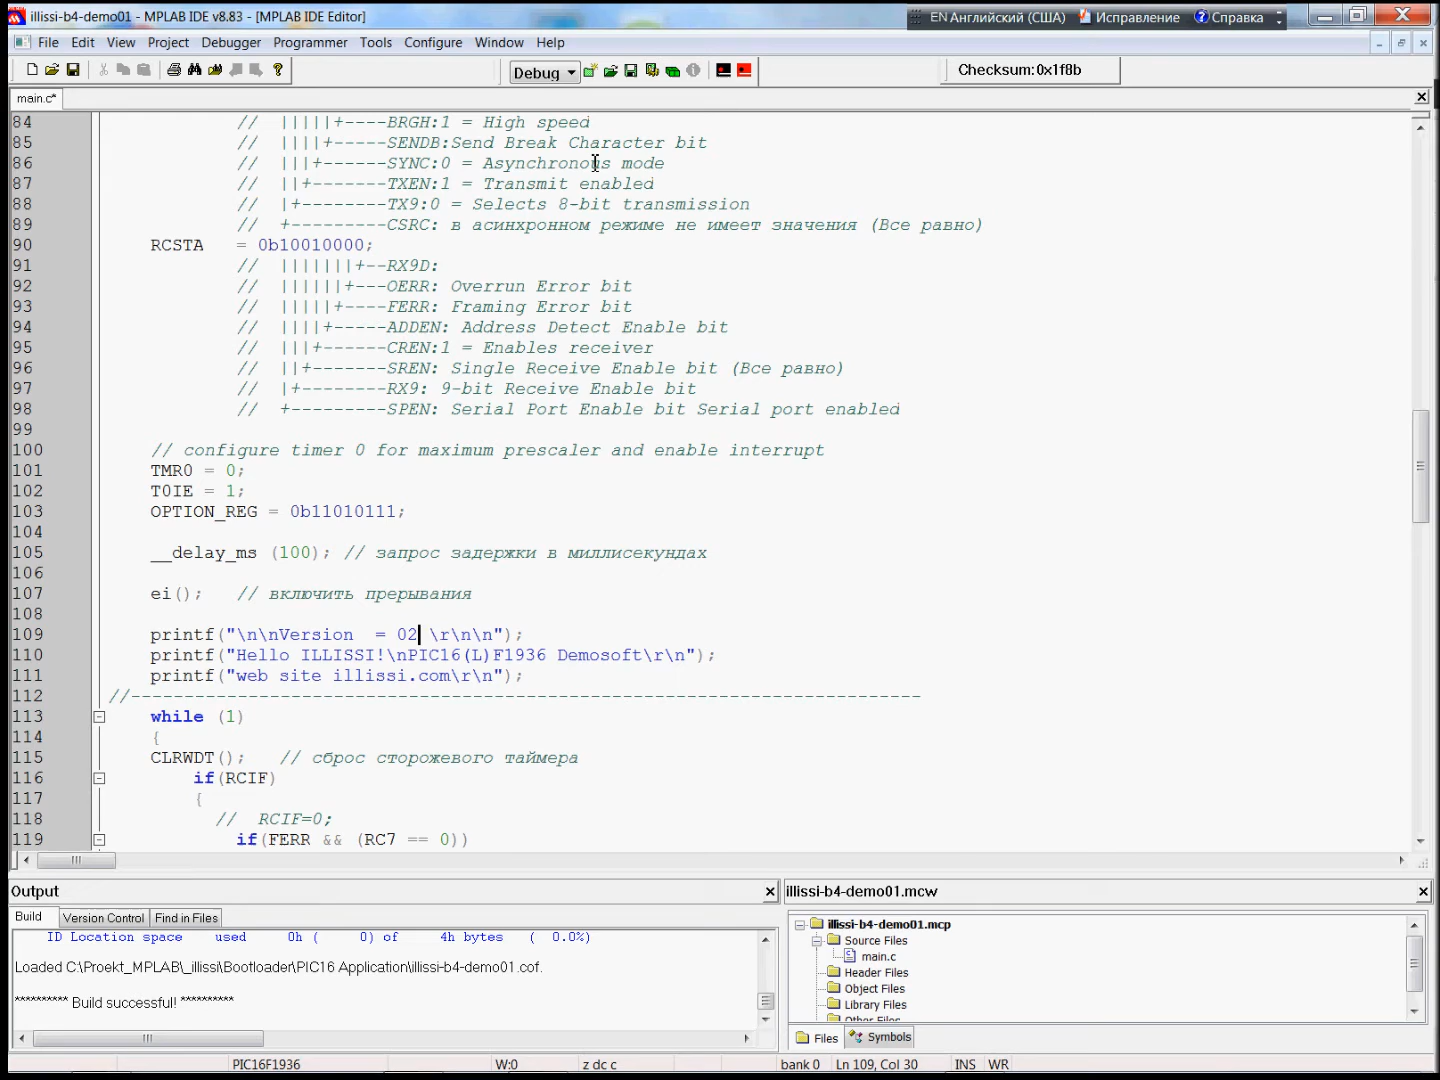 illissi-b4-demo01 - MPLAB IDE v8.83 - [MPLAB IDE Editor]
EN Английский (США) Исправление Справка
File Edit View Project Debugger Programmer Tools Configure Window Help
Debug
Checksum: 0x1f8b
main.c*
84 // |||||+----BRGH:1 = High speed
85 // ||||+-----SENDB:Send Break Character bit
86 // |||+------SYNC:0 = Asynchronous mode
87 // ||+-------TXEN:1 = Transmit enabled
88 // |+--------TX9:0 = Selects 8-bit transmission
89 // +---------CSRC: в асинхронном режиме не имеет значения (Все равно)
90 RCSTA = 0b10010000;
91 // |||||||+--RX9D:
92 // ||||||+---OERR: Overrun Error bit
93 // |||||+----FERR: Framing Error bit
94 // ||||+-----ADDEN: Address Detect Enable bit
95 // |||+------CREN:1 = Enables receiver
96 // ||+-------SREN: Single Receive Enable bit (Все равно)
97 // |+--------RX9: 9-bit Receive Enable bit
98 // +---------SPEN: Serial Port Enable bit Serial port enabled
99
100 // configure timer 0 for maximum prescaler and enable interrupt
101 TMR0 = 0;
102 T0IE = 1;
103 OPTION_REG = 0b11010111;
104
105 __delay_ms (100); // запрос задержки в миллисекундах
106
107 ei(); // включить прерывания
108
109 printf("\n\nVersion = 02 \r\n\n");
110 printf("Hello ILLISSI!\nPIC16(L)F1936 Demosoft\r\n");
111 printf("web site illissi.com\r\n");
112 //--------------------------------------------------------------------------
113 while (1)
114 {
115 CLRWDT(); // сброс сторожевого таймера
116 if(RCIF)
117 {
118 // RCIF=0;
119 if(FERR && (RC7 == 0))
Output
Build Version Control Find in Files
ID Location space used 0h ( 0) of 4h bytes ( 0.0%)
Loaded C:\Proekt_MPLAB\_illissi\Bootloader\PIC16 Application\illissi-b4-demo01.cof.
********** Build successful! **********
illissi-b4-demo01.mcw
illissi-b4-demo01.mcp
Source Files
main.c
Header Files
Object Files
Library Files
Other Files
Files Symbols
PIC16F1936 W:0 z dc c bank 0 Ln 109, Col 30 INS WR